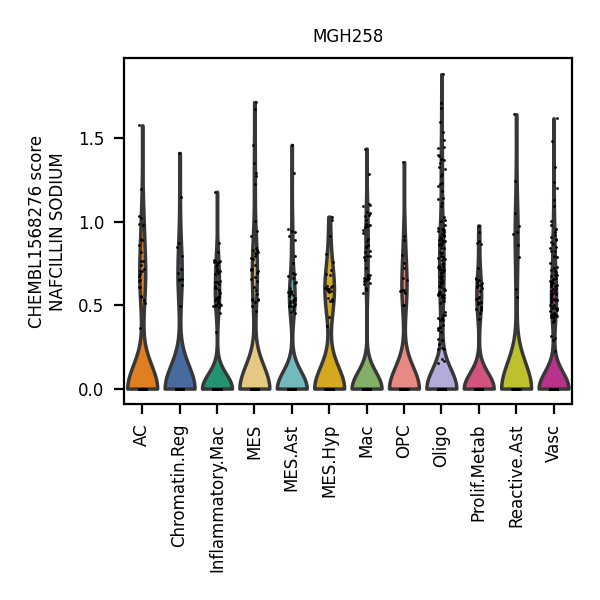 MGH258
CHEMBL1568276 score
NAFCILLIN SODIUM
1.5
1.0
0.5
0.0
AC
Chromatin.Reg
Inflammatory.Mac
MES
MES.Ast
MES.Hyp
Mac
OPC
Oligo
Prolif.Metab
Reactive.Ast
Vasc